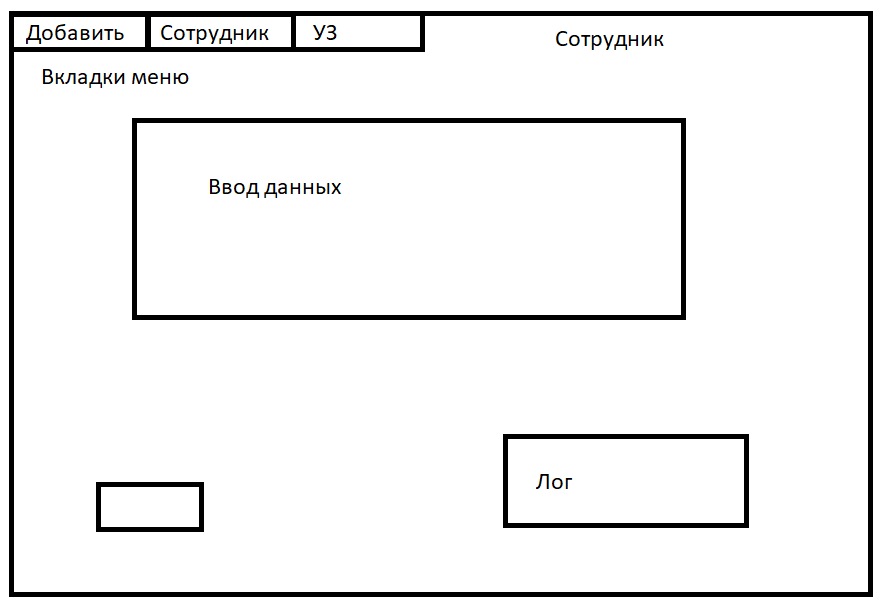 Добавить
Сотрудник
УЗ
Сотрудник
Вкладки меню
Ввод данных
Лог